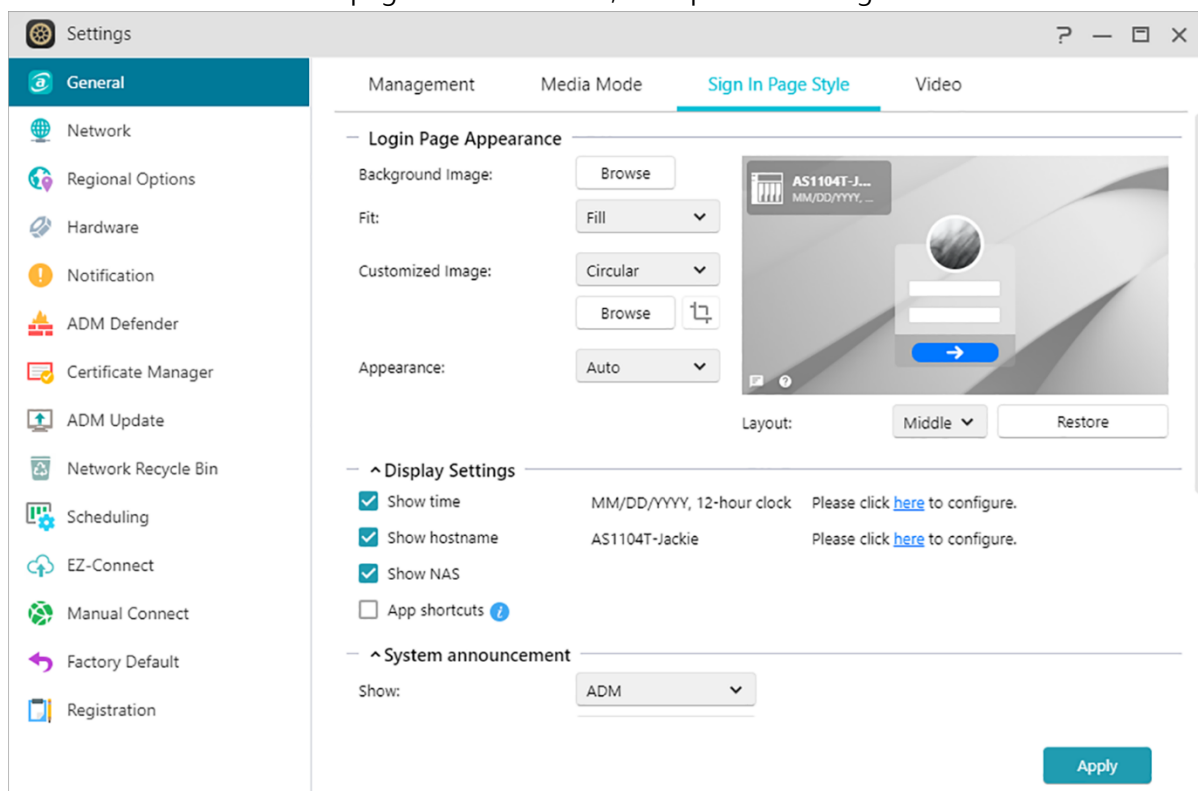 Settings
General
Network
Regional Options
Hardware
Notification
ADM Defender
Certificate Manager
ADM Update
Network Recycle Bin
Scheduling
EZ-Connect
Manual Connect
Factory Default
Registration
Management Media Mode Sign In Page Style Video
Login Page Appearance
Background Image: Browse
Fit: Fill
Customized Image: Circular
Browse
Appearance: Auto
AS1104T-J...
MM/DD/YYYY, ...
Layout: Middle Restore
Display Settings
Show time MM/DD/YYYY, 12-hour clock Please click here to configure.
Show hostname AS1104T-Jackie Please click here to configure.
Show NAS
App shortcuts
System announcement
Show: ADM
Apply